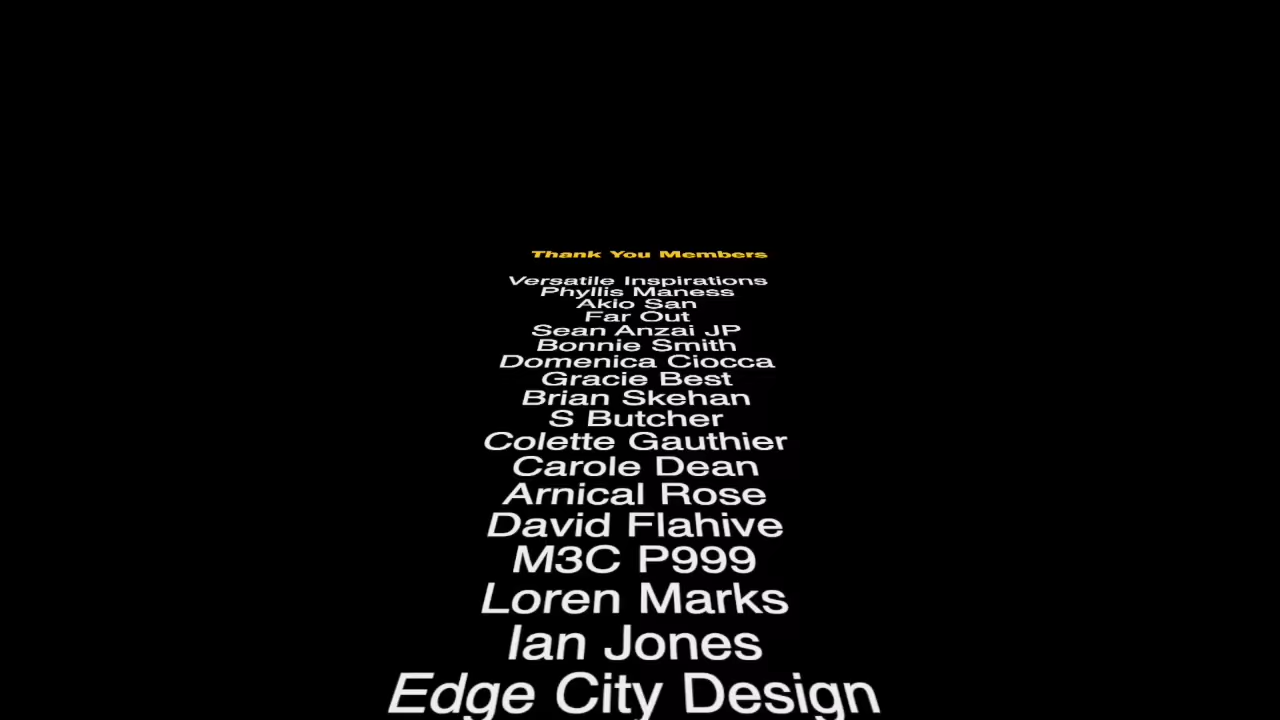 Thank You Members
Versatile Inspirations
Phyllis Maness
Akio San
Far Out
Sean Anzai JP
Bonnie Smith
Domenica Ciocca
Gracie Best
Brian Skehan
S Butcher
Colette Gauthier
Carole Dean
Arnical Rose
David Flahive
M3C P999
Loren Marks
Ian Jones
Edge City Design